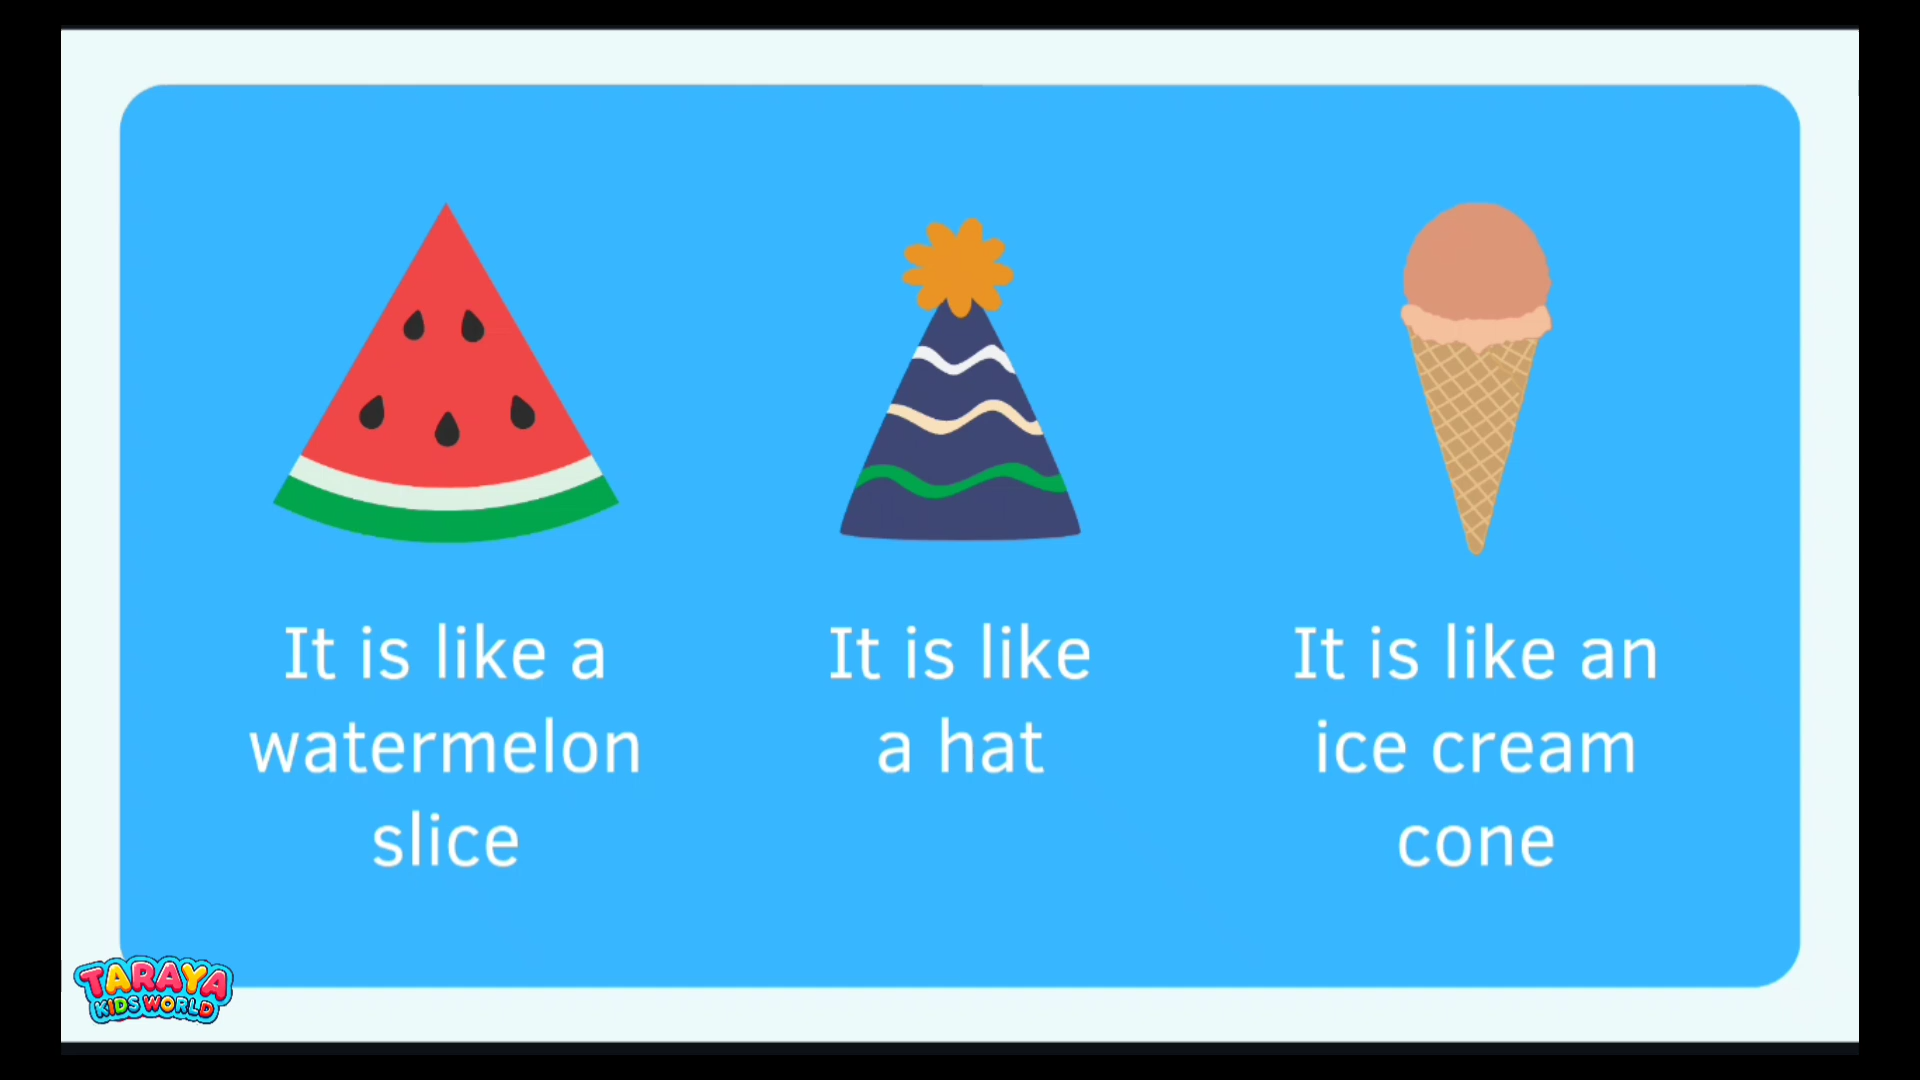 It is like a
watermelon
slice
It is like
a hat
It is like an
ice cream
cone
TARAYA
KIDS WORLD